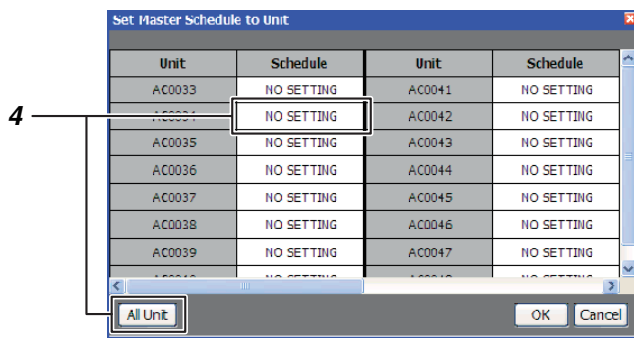 Set Master Schedule to Unit
Unit Schedule Unit Schedule
AC0033 NO SETTING AC0041 NO SETTING
4 NO SETTING AC0042 NO SETTING
AC0035 NO SETTING AC0043 NO SETTING
AC0036 NO SETTING AC0044 NO SETTING
AC0037 NO SETTING AC0045 NO SETTING
AC0038 NO SETTING AC0046 NO SETTING
AC0039 NO SETTING AC0047 NO SETTING
All Unit OK Cancel